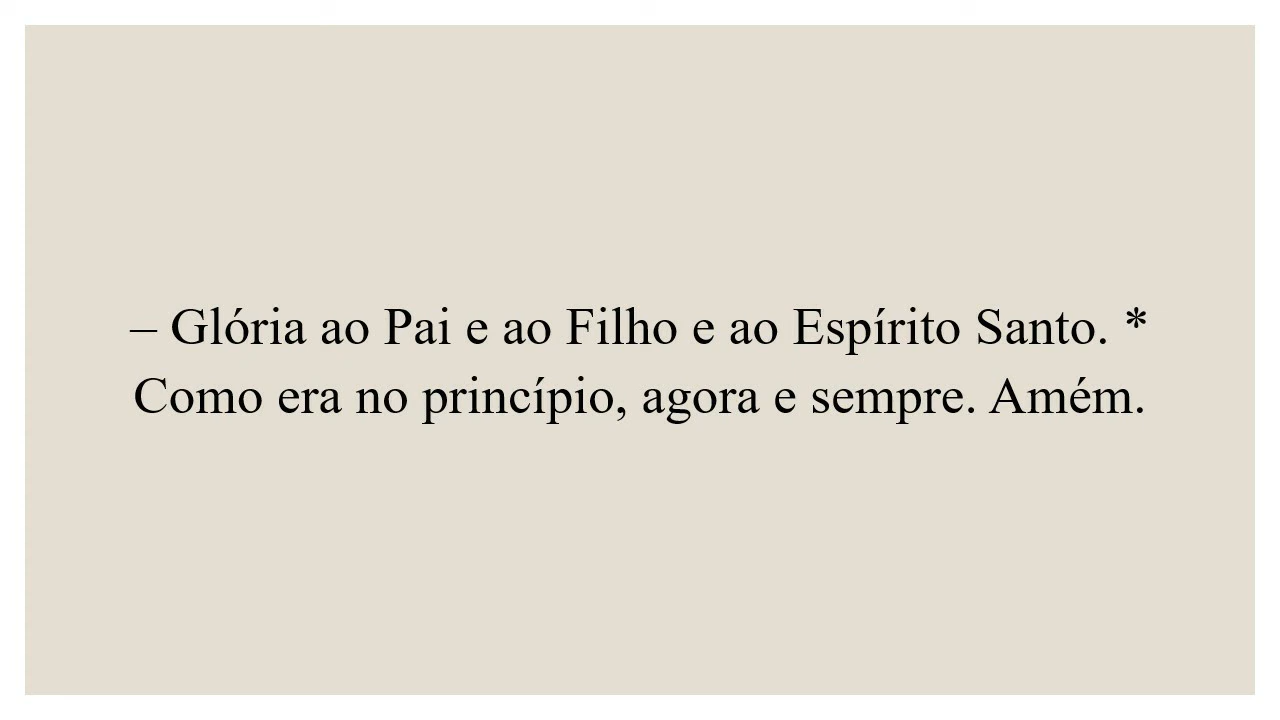 – Glória ao Pai e ao Filho e ao Espírito Santo. *
Como era no princípio, agora e sempre. Amém.